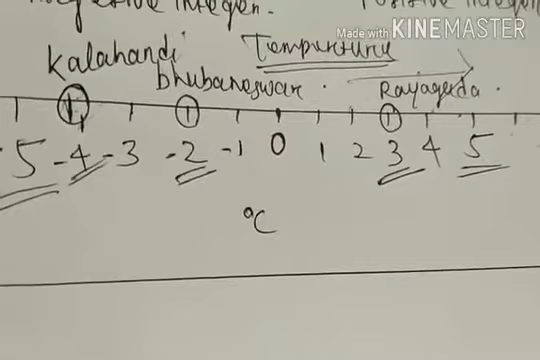 Made with KINEMASTER
Kalahandi Temperature
bhubaneswar. Rayagada.
-5 -4 -3 -2 -1 0 1 2 3 4 5
°C